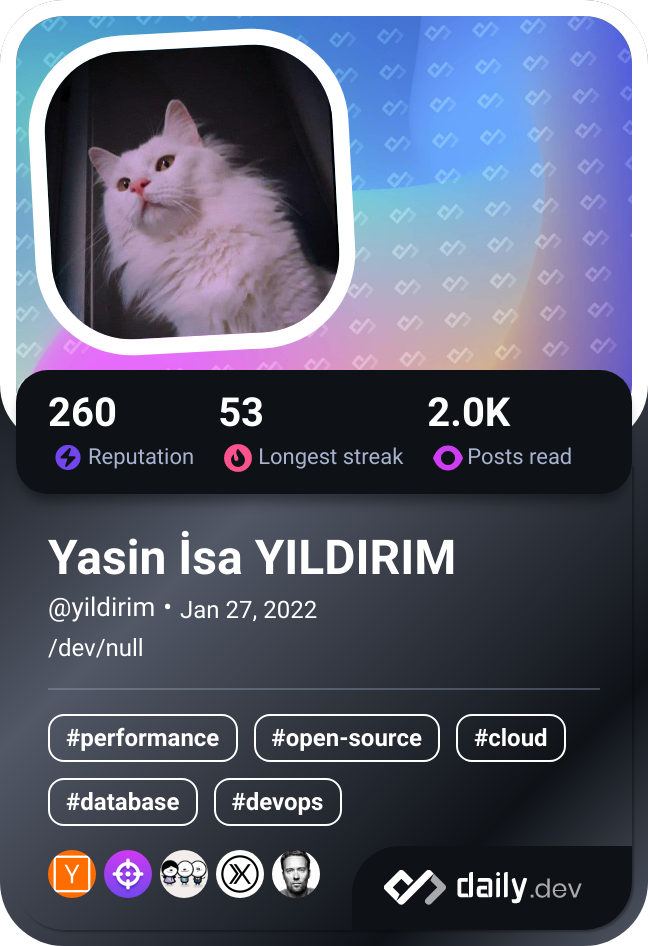 260 53 2.0K
Reputation Longest streak Posts read
Yasin İsa YILDIRIM
@yildirim • Jan 27, 2022
/dev/null
#performance #open-source #cloud
#database #devops
Y
daily.dev